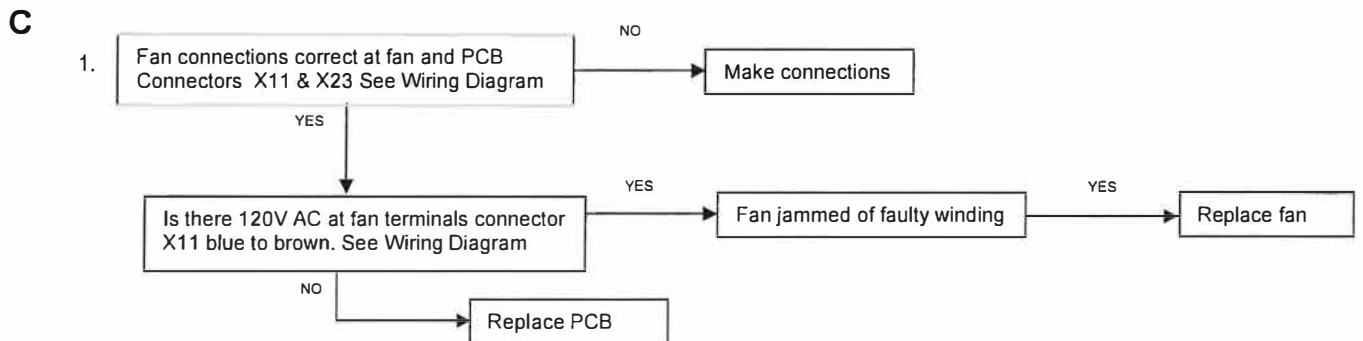 C
1.
Fan connections correct at fan and PCB
Connectors X11 & X23 See Wiring Diagram
NO
Make connections
YES
Is there 120V AC at fan terminals connector
X11 blue to brown. See Wiring Diagram
YES
Fan jammed of faulty winding
YES
Replace fan
NO
Replace PCB